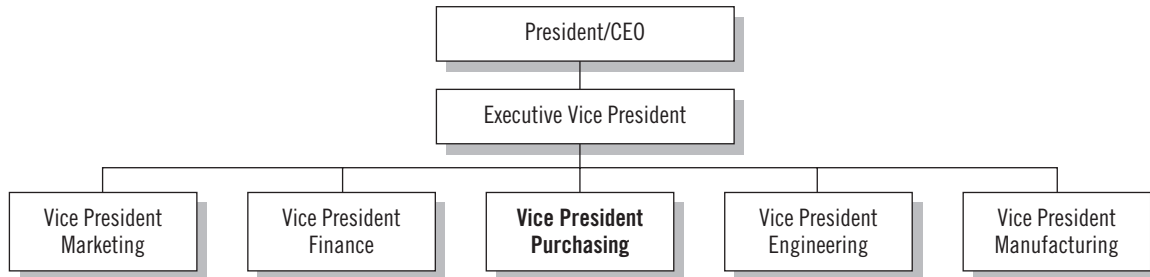 President/CEO
Executive Vice President
Vice President
Marketing
Vice President
Finance
Vice President
Purchasing
Vice President
Engineering
Vice President
Manufacturing